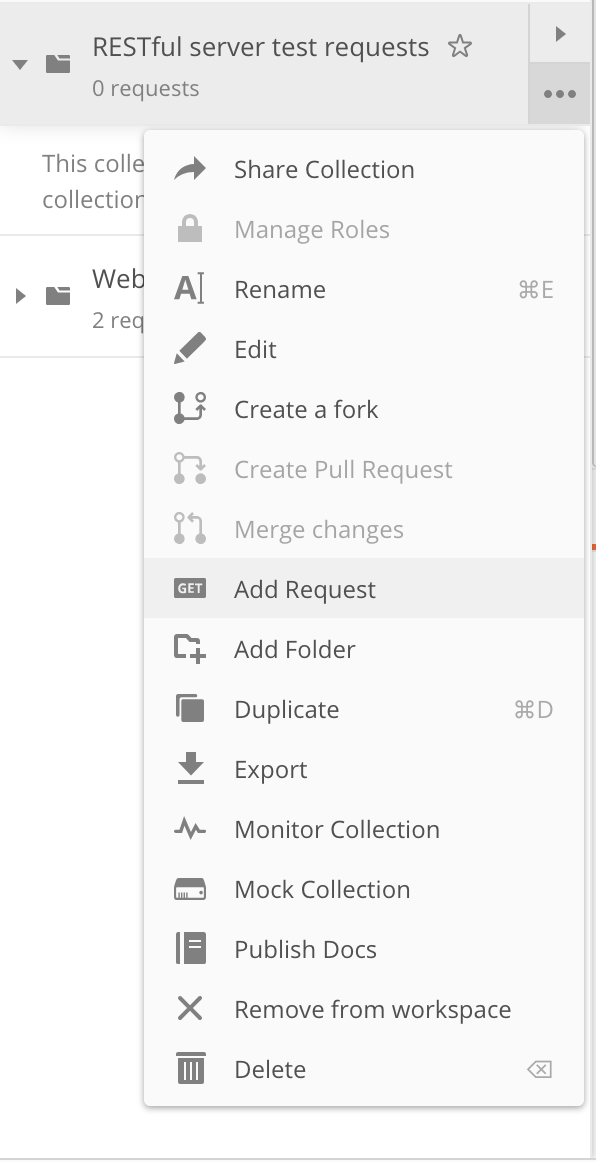 RESTful server test requests
0 requests
This colle
collection
Web
2 req
Share Collection
Manage Roles
Rename ⌘E
Edit
Create a fork
Create Pull Request
Merge changes
GET Add Request
Add Folder
Duplicate ⌘D
Export
Monitor Collection
Mock Collection
Publish Docs
Remove from workspace
Delete ⌫